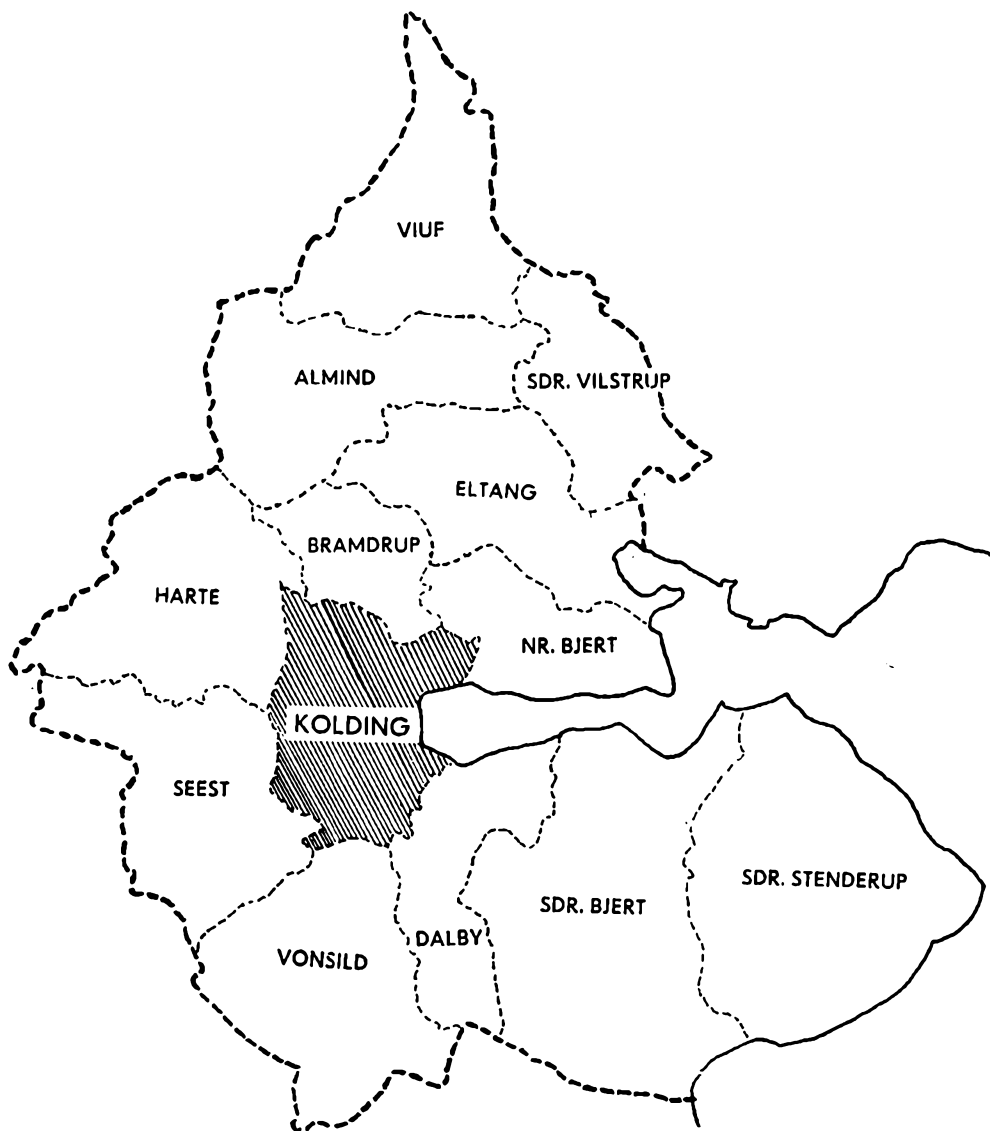 VIUF
ALMIND
SDR. VILSTRUP
ELTANG
BRAMDRUP
HARTE
NR. BJERT
KOLDING
SEEST
SDR. STENDERUP
SDR. BJERT
DALBY
VONSILD